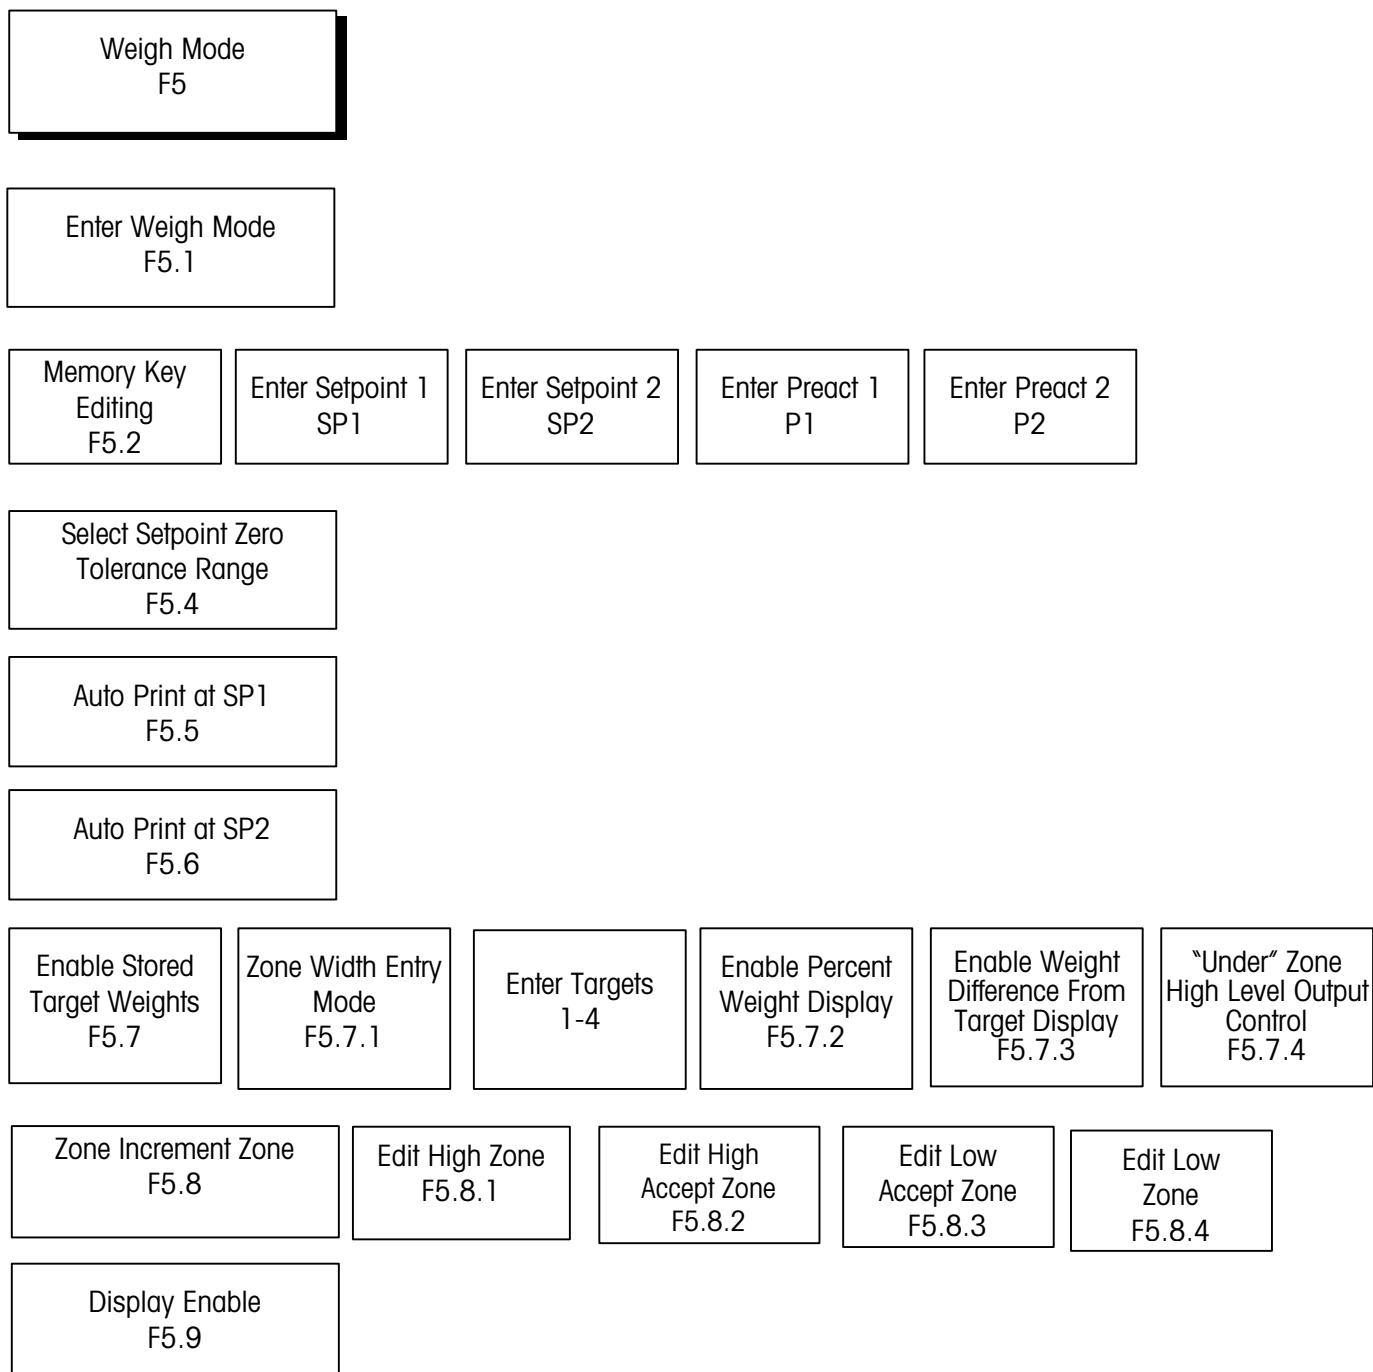 Weigh Mode
F5
Enter Weigh Mode
F5.1
Memory Key
Editing
F5.2
Enter Setpoint 1
SP1
Enter Setpoint 2
SP2
Enter Preact 1
P1
Enter Preact 2
P2
Select Setpoint Zero
Tolerance Range
F5.4
Auto Print at SP1
F5.5
Auto Print at SP2
F5.6
Enable Stored
Target Weights
F5.7
Zone Width Entry
Mode
F5.7.1
Enter Targets
1-4
Enable Percent
Weight Display
F5.7.2
Enable Weight
Difference From
Target Display
F5.7.3
"Under" Zone
High Level Output
Control
F5.7.4
Zone Increment Zone
F5.8
Edit High Zone
F5.8.1
Edit High
Accept Zone
F5.8.2
Edit Low
Accept Zone
F5.8.3
Edit Low
Zone
F5.8.4
Display Enable
F5.9